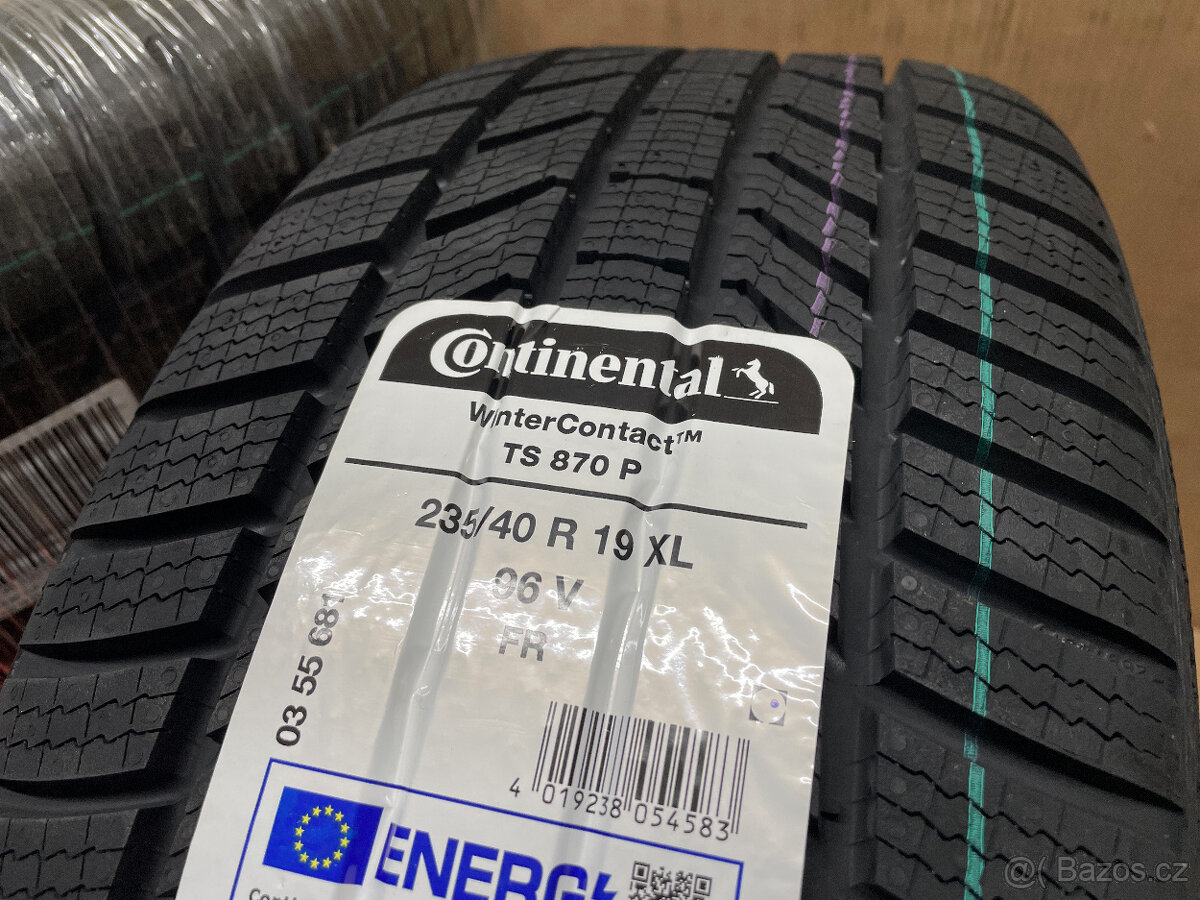 Continental
WinterContact™
TS 870 P
235/40 R 19 XL
96 V
FR
03 55 681
4 019238 054583
ENERG
@( Bazos.cz